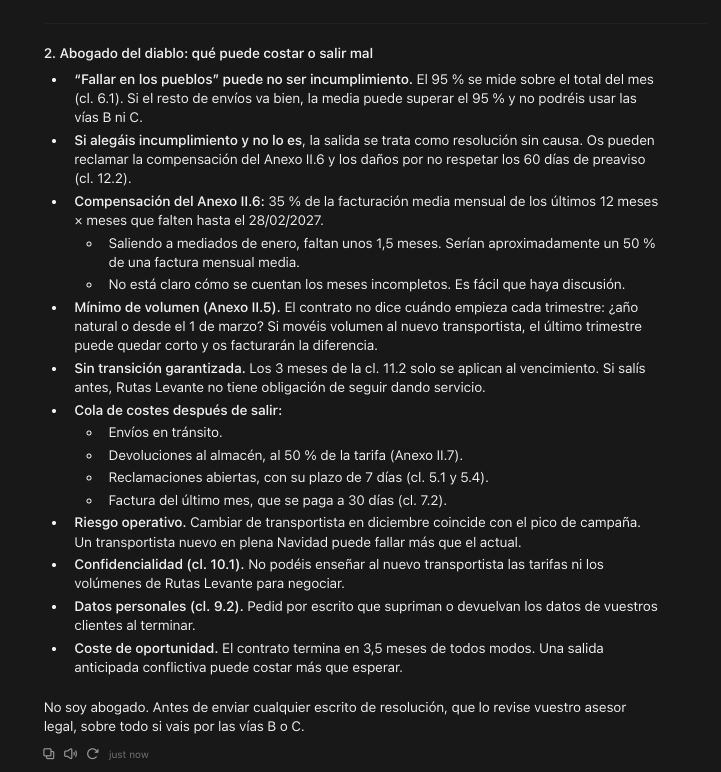 2. Abogado del diablo: qué puede costar o salir mal
• “Fallar en los pueblos” puede no ser incumplimiento. El 95 % se mide sobre el total del mes
(cl. 6.1). Si el resto de envíos va bien, la media puede superar el 95 % y no podréis usar las
vías B ni C.
• Si alegáis incumplimiento y no lo es, la salida se trata como resolución sin causa. Os pueden
reclamar la compensación del Anexo II.6 y los daños por no respetar los 60 días de preaviso
(cl. 12.2).
• Compensación del Anexo II.6: 35 % de la facturación media mensual de los últimos 12 meses
× meses que falten hasta el 28/02/2027.
◦ Saliendo a mediados de enero, faltan unos 1,5 meses. Serían aproximadamente un 50 %
de una factura mensual media.
◦ No está claro cómo se cuentan los meses incompletos. Es fácil que haya discusión.
• Mínimo de volumen (Anexo II.5). El contrato no dice cuándo empieza cada trimestre: ¿año
natural o desde el 1 de marzo? Si movéis volumen al nuevo transportista, el último trimestre
puede quedar corto y os facturarán la diferencia.
• Sin transición garantizada. Los 3 meses de la cl. 11.2 solo se aplican al vencimiento. Si salís
antes, Rutas Levante no tiene obligación de seguir dando servicio.
• Cola de costes después de salir:
◦ Envíos en tránsito.
◦ Devoluciones al almacén, al 50 % de la tarifa (Anexo II.7).
◦ Reclamaciones abiertas, con su plazo de 7 días (cl. 5.1 y 5.4).
◦ Factura del último mes, que se paga a 30 días (cl. 7.2).
• Riesgo operativo. Cambiar de transportista en diciembre coincide con el pico de campaña.
Un transportista nuevo en plena Navidad puede fallar más que el actual.
• Confidencialidad (cl. 10.1). No podéis enseñar al nuevo transportista las tarifas ni los
volúmenes de Rutas Levante para negociar.
• Datos personales (cl. 9.2). Pedid por escrito que supriman o devuelvan los datos de vuestros
clientes al terminar.
• Coste de oportunidad. El contrato termina en 3,5 meses de todos modos. Una salida
anticipada conflictiva puede costar más que esperar.
No soy abogado. Antes de enviar cualquier escrito de resolución, que lo revise vuestro asesor
legal, sobre todo si vais por las vías B o C.
just now